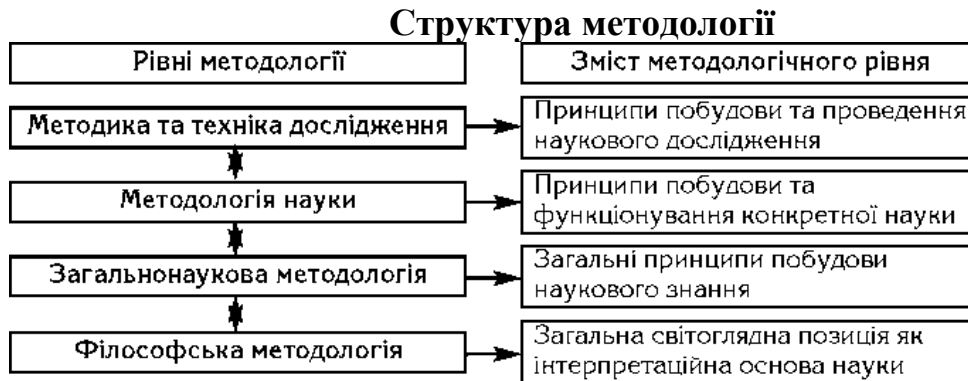 Структура методології
Рівні методології
Зміст методологічного рівня
Методика та техніка дослідження
Принципи побудови та проведення
наукового дослідження
Методологія науки
Принципи побудови та
функціонування конкретної науки
Загальнонаукова методологія
Загальні принципи побудови
наукового знання
Філософська методологія
Загальна світоглядна позиція як
інтерпретаційна основа науки